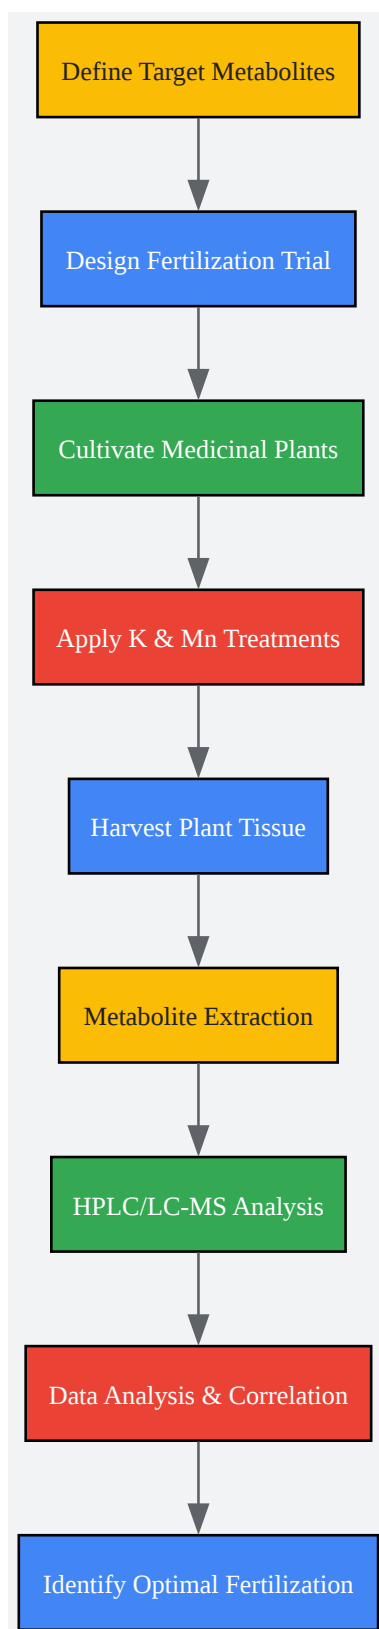 Define Target Metabolites
Design Fertilization Trial
Cultivate Medicinal Plants
Apply K & Mn Treatments
Harvest Plant Tissue
Metabolite Extraction
HPLC/LC-MS Analysis
Data Analysis & Correlation
Identify Optimal Fertilization